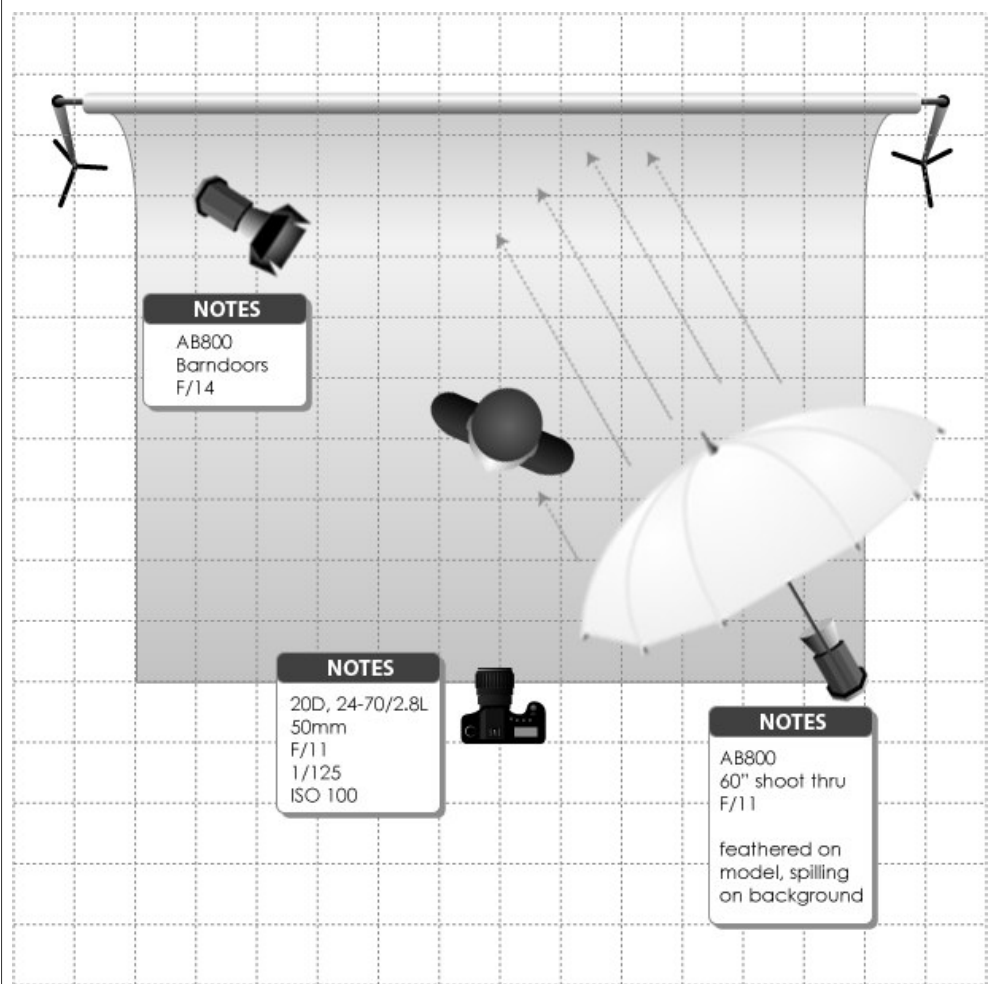 NOTES
AB800
Barndoors
F/14
NOTES
20D, 24-70/2.8L
50mm
F/11
1/125
ISO 100
NOTES
AB800
60" shoot thru
F/11
feathered on
model, spilling
on background